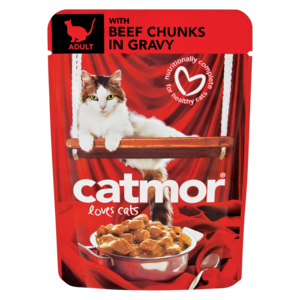 ADULT
WITH
BEEF CHUNKS
IN GRAVY
nutritionally complete
for healthy cats
catmor®
loves cats